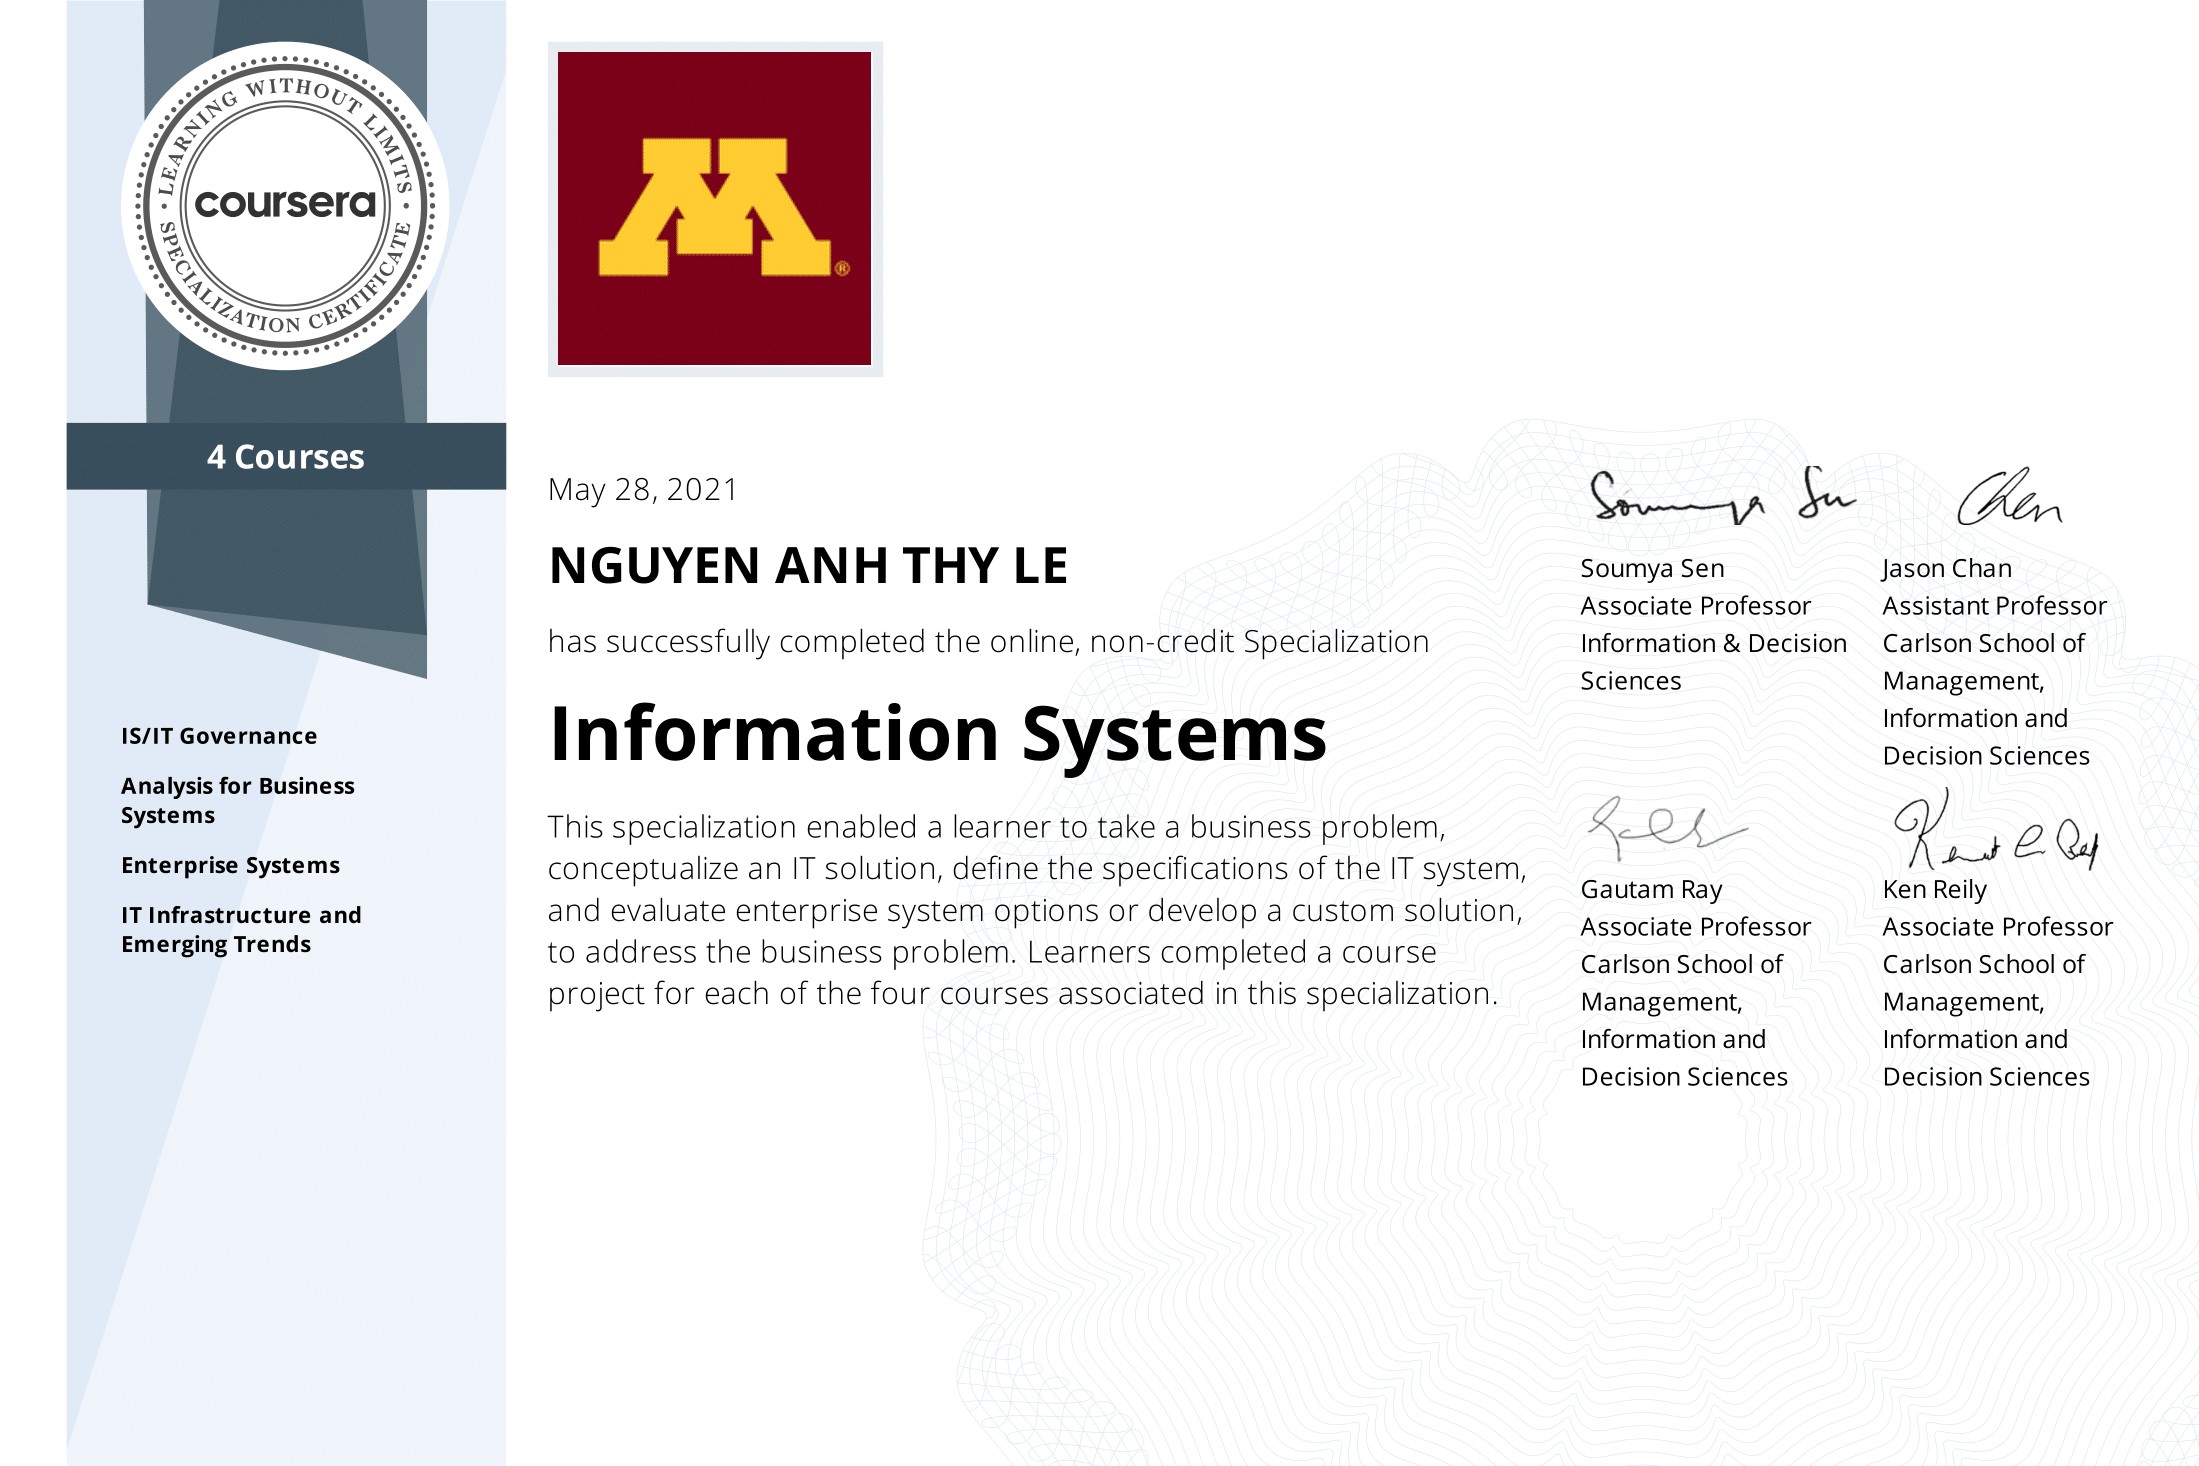 LEARNING WITHOUT LIMITS
coursera
SPECIALIZATION CERTIFICATE
4 Courses
IS/IT Governance
Analysis for Business
Systems
Enterprise Systems
IT Infrastructure and
Emerging Trends
M
®
May 28, 2021
NGUYEN ANH THY LE
has successfully completed the online, non-credit Specialization
Information Systems
This specialization enabled a learner to take a business problem,
conceptualize an IT solution, define the specifications of the IT system,
and evaluate enterprise system options or develop a custom solution,
to address the business problem. Learners completed a course
project for each of the four courses associated in this specialization.
Soumya Sen
Associate Professor
Information & Decision
Sciences
Chen
Jason Chan
Assistant Professor
Carlson School of
Management,
Information and
Decision Sciences
Gautam Ray
Associate Professor
Carlson School of
Management,
Information and
Decision Sciences
Ken Reily
Associate Professor
Carlson School of
Management,
Information and
Decision Sciences